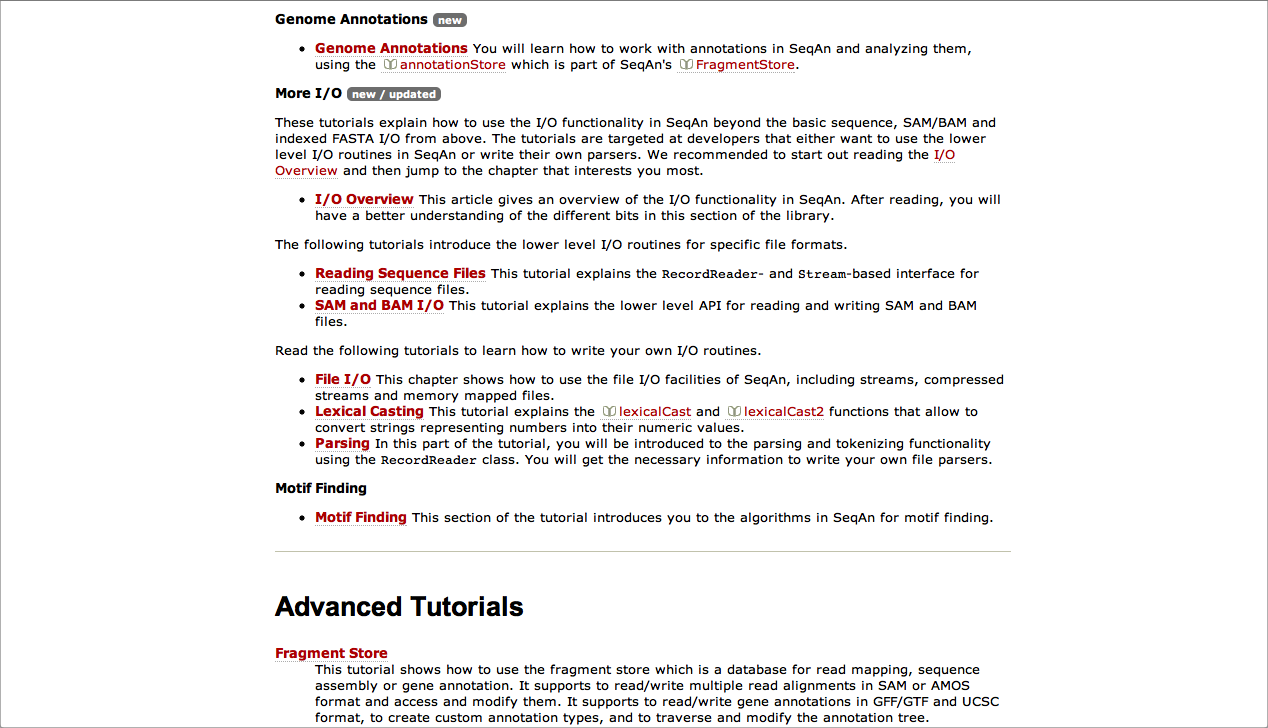 Genome Annotations new
• Genome Annotations You will learn how to work with annotations in SeqAn and analyzing them,
using the annotationStore which is part of SeqAn's FragmentStore.
More I/O new / updated
These tutorials explain how to use the I/O functionality in SeqAn beyond the basic sequence, SAM/BAM and
indexed FASTA I/O from above. The tutorials are targeted at developers that either want to use the lower
level I/O routines in SeqAn or write their own parsers. We recommended to start out reading the I/O
Overview and then jump to the chapter that interests you most.
• I/O Overview This article gives an overview of the I/O functionality in SeqAn. After reading, you will
have a better understanding of the different bits in this section of the library.
The following tutorials introduce the lower level I/O routines for specific file formats.
• Reading Sequence Files This tutorial explains the RecordReader- and Stream-based interface for
reading sequence files.
• SAM and BAM I/O This tutorial explains the lower level API for reading and writing SAM and BAM
files.
Read the following tutorials to learn how to write your own I/O routines.
• File I/O This chapter shows how to use the file I/O facilities of SeqAn, including streams, compressed
streams and memory mapped files.
• Lexical Casting This tutorial explains the lexicalCast and lexicalCast2 functions that allow to
convert strings representing numbers into their numeric values.
• Parsing In this part of the tutorial, you will be introduced to the parsing and tokenizing functionality
using the RecordReader class. You will get the necessary information to write your own file parsers.
Motif Finding
• Motif Finding This section of the tutorial introduces you to the algorithms in SeqAn for motif finding.
Advanced Tutorials
Fragment Store
This tutorial shows how to use the fragment store which is a database for read mapping, sequence
assembly or gene annotation. It supports to read/write multiple read alignments in SAM or AMOS
format and access and modify them. It supports to read/write gene annotations in GFF/GTF and UCSC
format, to create custom annotation types, and to traverse and modify the annotation tree.